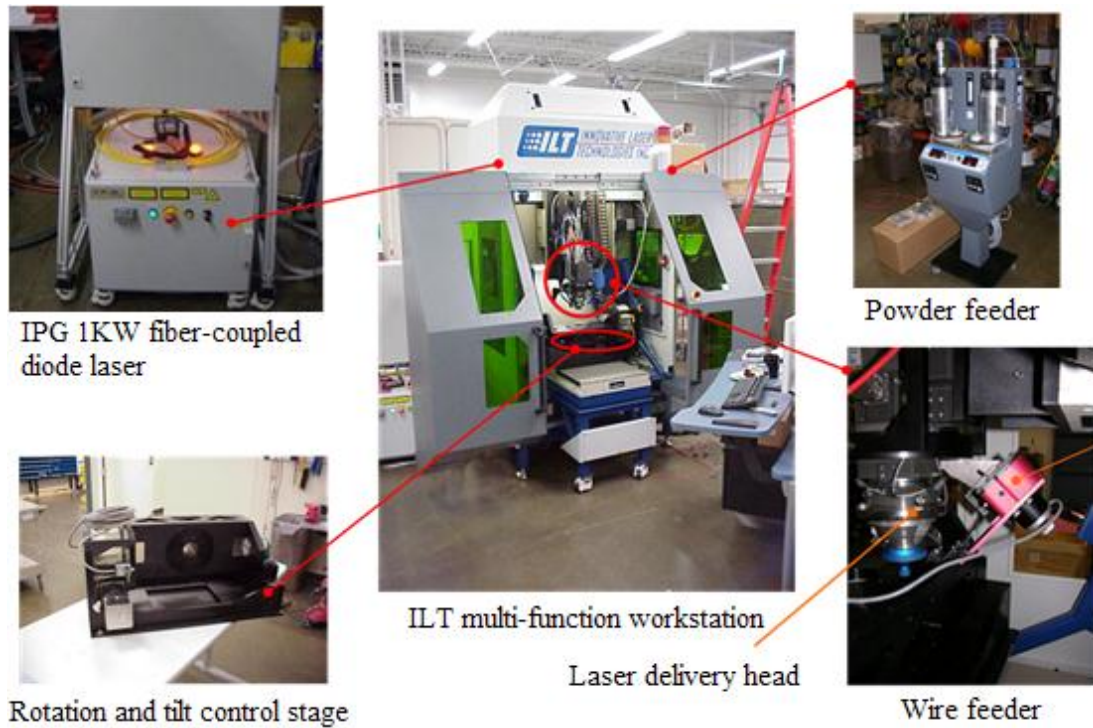 ILT INNOVATIVE LASER
TECHNOLOGIES INC.
IPG 1KW fiber-coupled
diode laser
Powder feeder
ILT multi-function workstation
Laser delivery head
Rotation and tilt control stage
Wire feeder